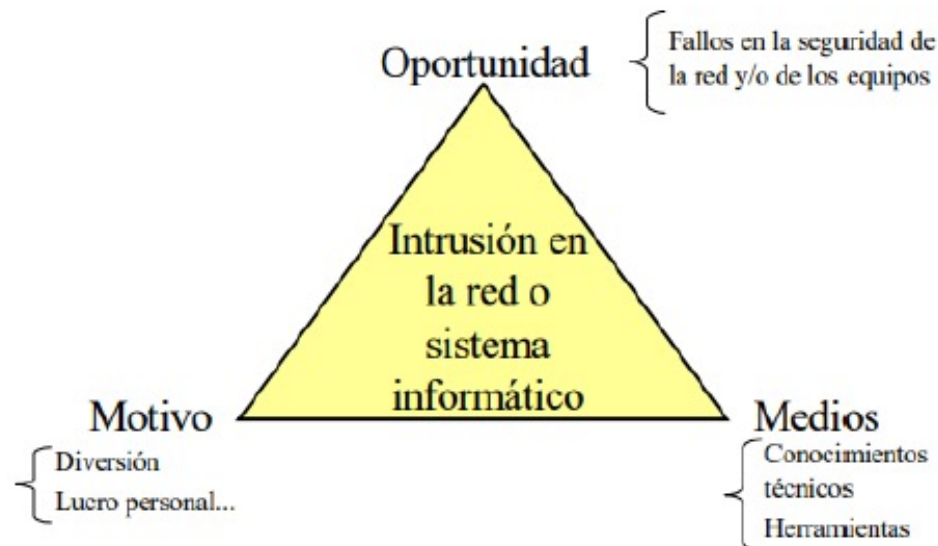 Oportunidad
Fallos en la seguridad de
la red y/o de los equipos
Intrusión en
la red o
sistema
informático
Motivo
Diversión
Lucro personal...
Medios
Conocimientos
técnicos
Herramientas